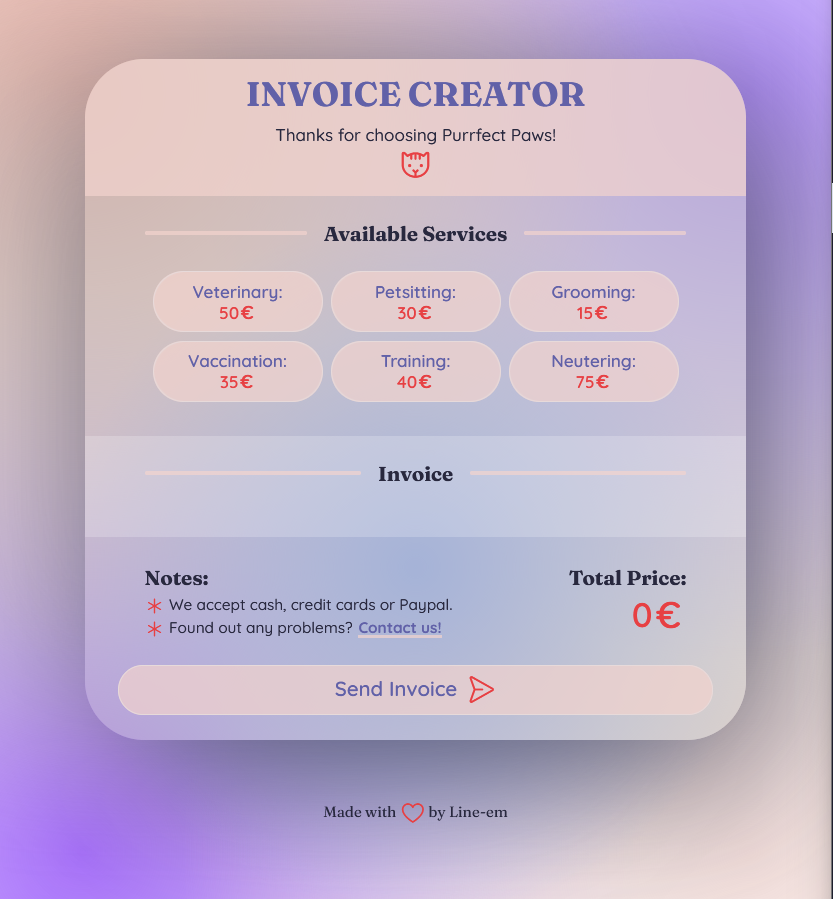 INVOICE CREATOR
Thanks for choosing Purrfect Paws!
Available Services
Veterinary:
50€
Petsitting:
30€
Grooming:
15€
Vaccination:
35€
Training:
40€
Neutering:
75€
Invoice
Notes:
We accept cash, credit cards or Paypal.
Found out any problems? Contact us!
Total Price:
0€
Send Invoice
Made with by Line-em